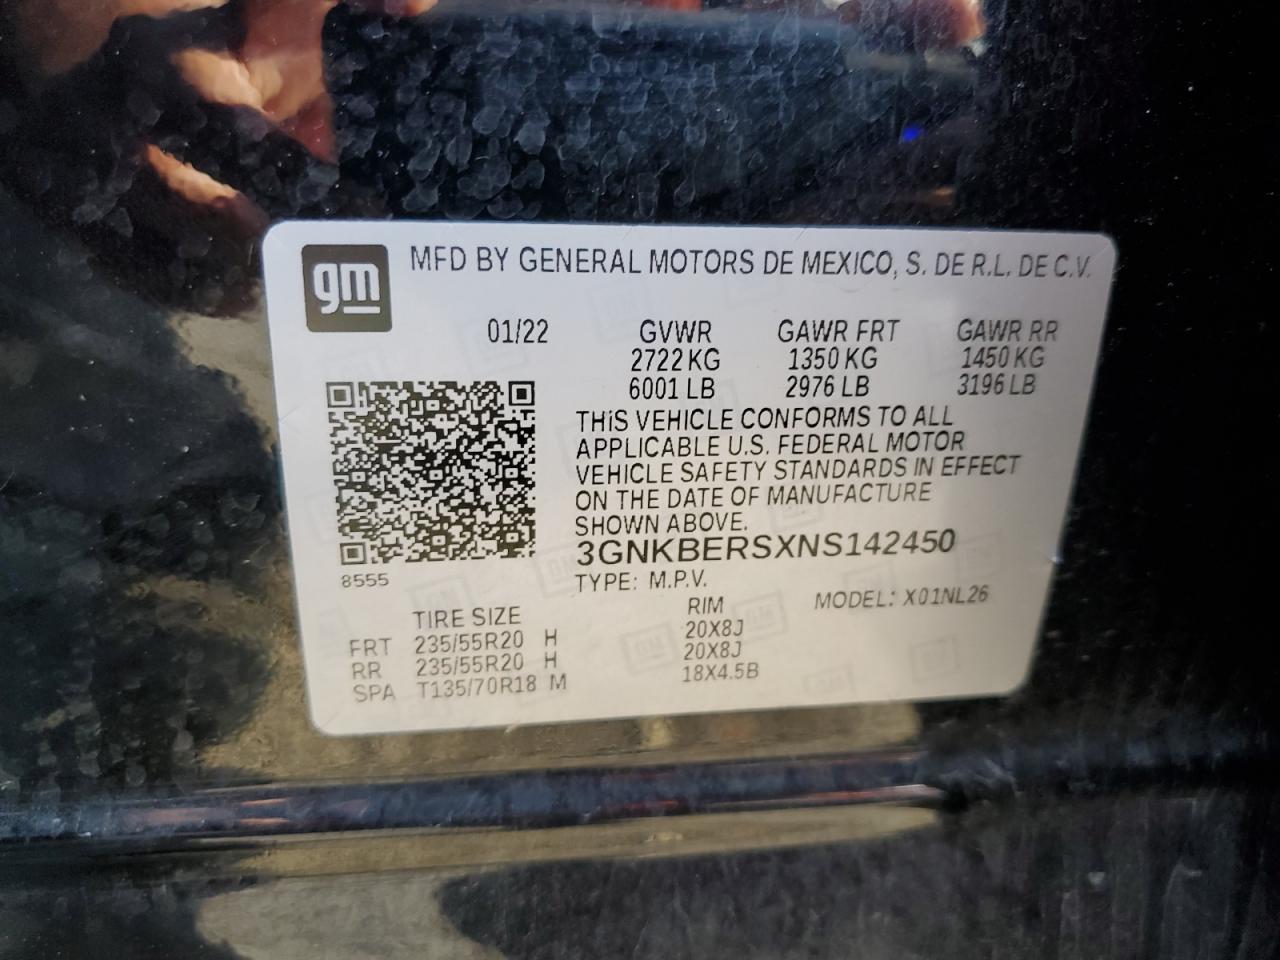 gm
MFD BY GENERAL MOTORS DE MEXICO, S. DE R.L. DE C.V.
01/22 GVWR GAWR FRT GAWR RR
2722 KG 1350 KG 1450 KG
6001 LB 2976 LB 3196 LB
THiS VEHICLE CONFORMS TO ALL
APPLICABLE U.S. FEDERAL MOTOR
VEHICLE SAFETY STANDARDS IN EFFECT
ON THE DATE OF MANUFACTURE
SHOWN ABOVE.
3GNKBERSXNS142450
8555
TYPE: M.P.V.
MODEL: X01NL26
TIRE SIZE RIM
FRT 235/55R20 H 20X8J
RR 235/55R20 H 20X8J
SPA T135/70R18 M 18X4.5B